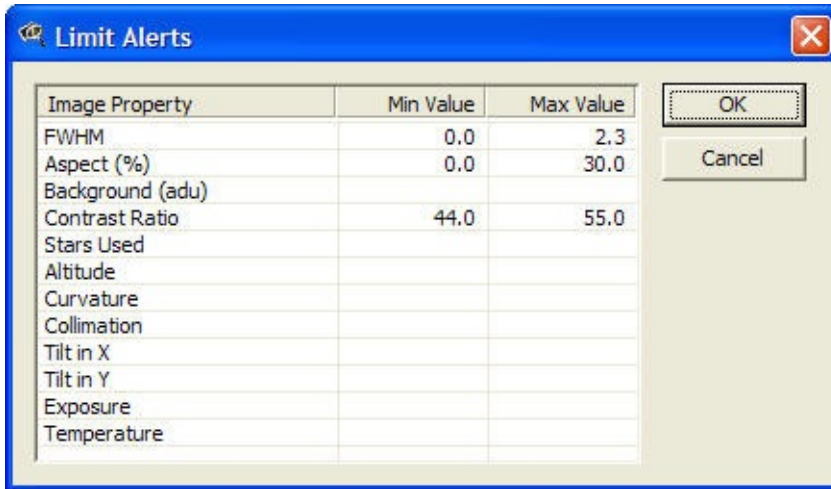 Limit Alerts
Image Property Min Value Max Value
FWHM 0.0 2.3
Aspect (%) 0.0 30.0
Background (adu)
Contrast Ratio 44.0 55.0
Stars Used
Altitude
Curvature
Collimation
Tilt in X
Tilt in Y
Exposure
Temperature
OK
Cancel